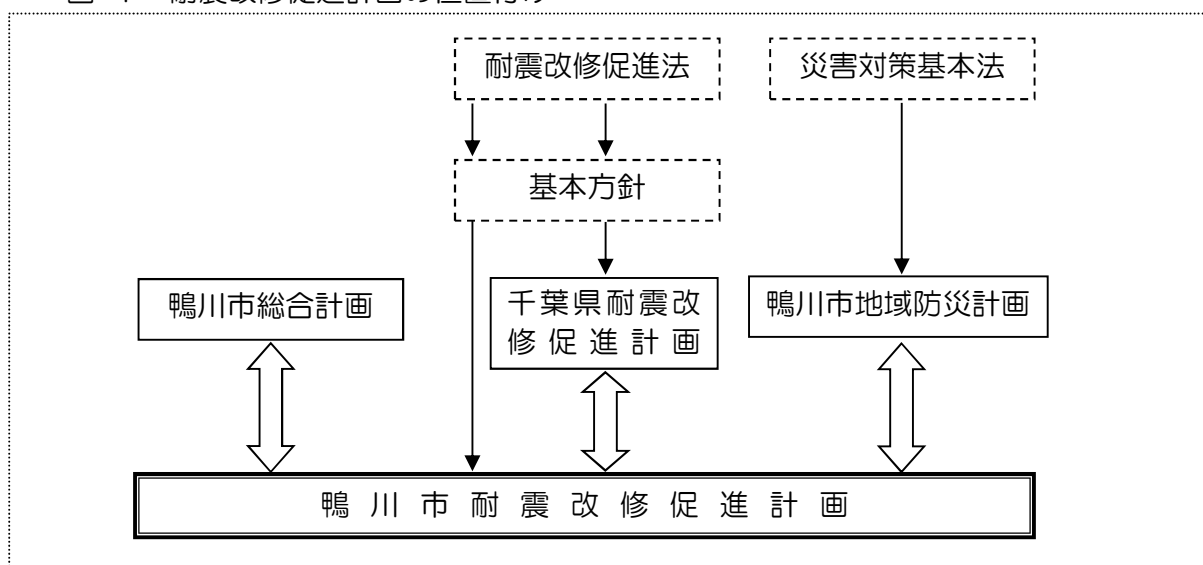 耐震改修促進法
災害対策基本法
基本方針
鴨川市総合計画
千葉県耐震改
修促進計画
鴨川市地域防災計画
鴨川市耐震改修促進計画